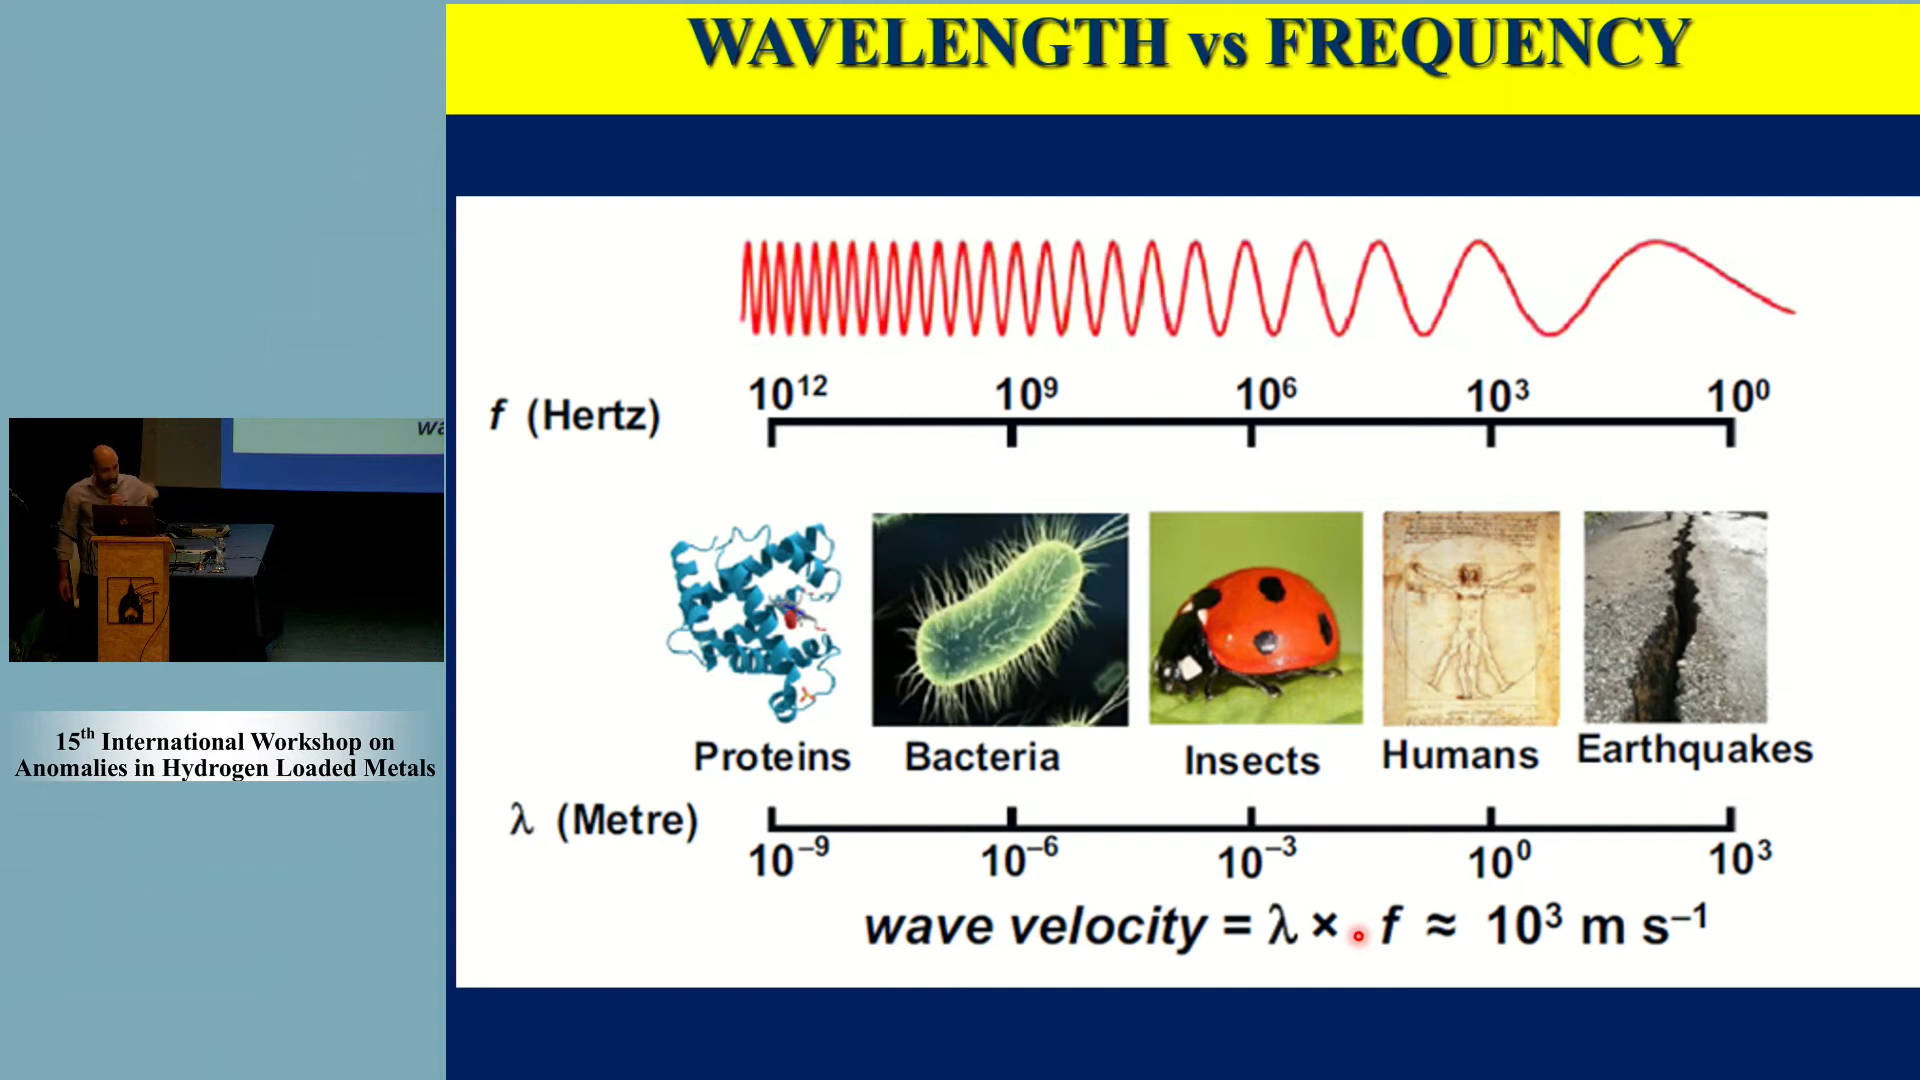 WAVELENGTH vs FREQUENCY
f (Hertz)
10¹² 10⁹ 10⁶ 10³ 10⁰
Proteins Bacteria Insects Humans Earthquakes
λ (Metre)
10⁻⁹ 10⁻⁶ 10⁻³ 10⁰ 10³
wave velocity = λ × f ≈ 10³ m s⁻¹
15th International Workshop on
Anomalies in Hydrogen Loaded Metals